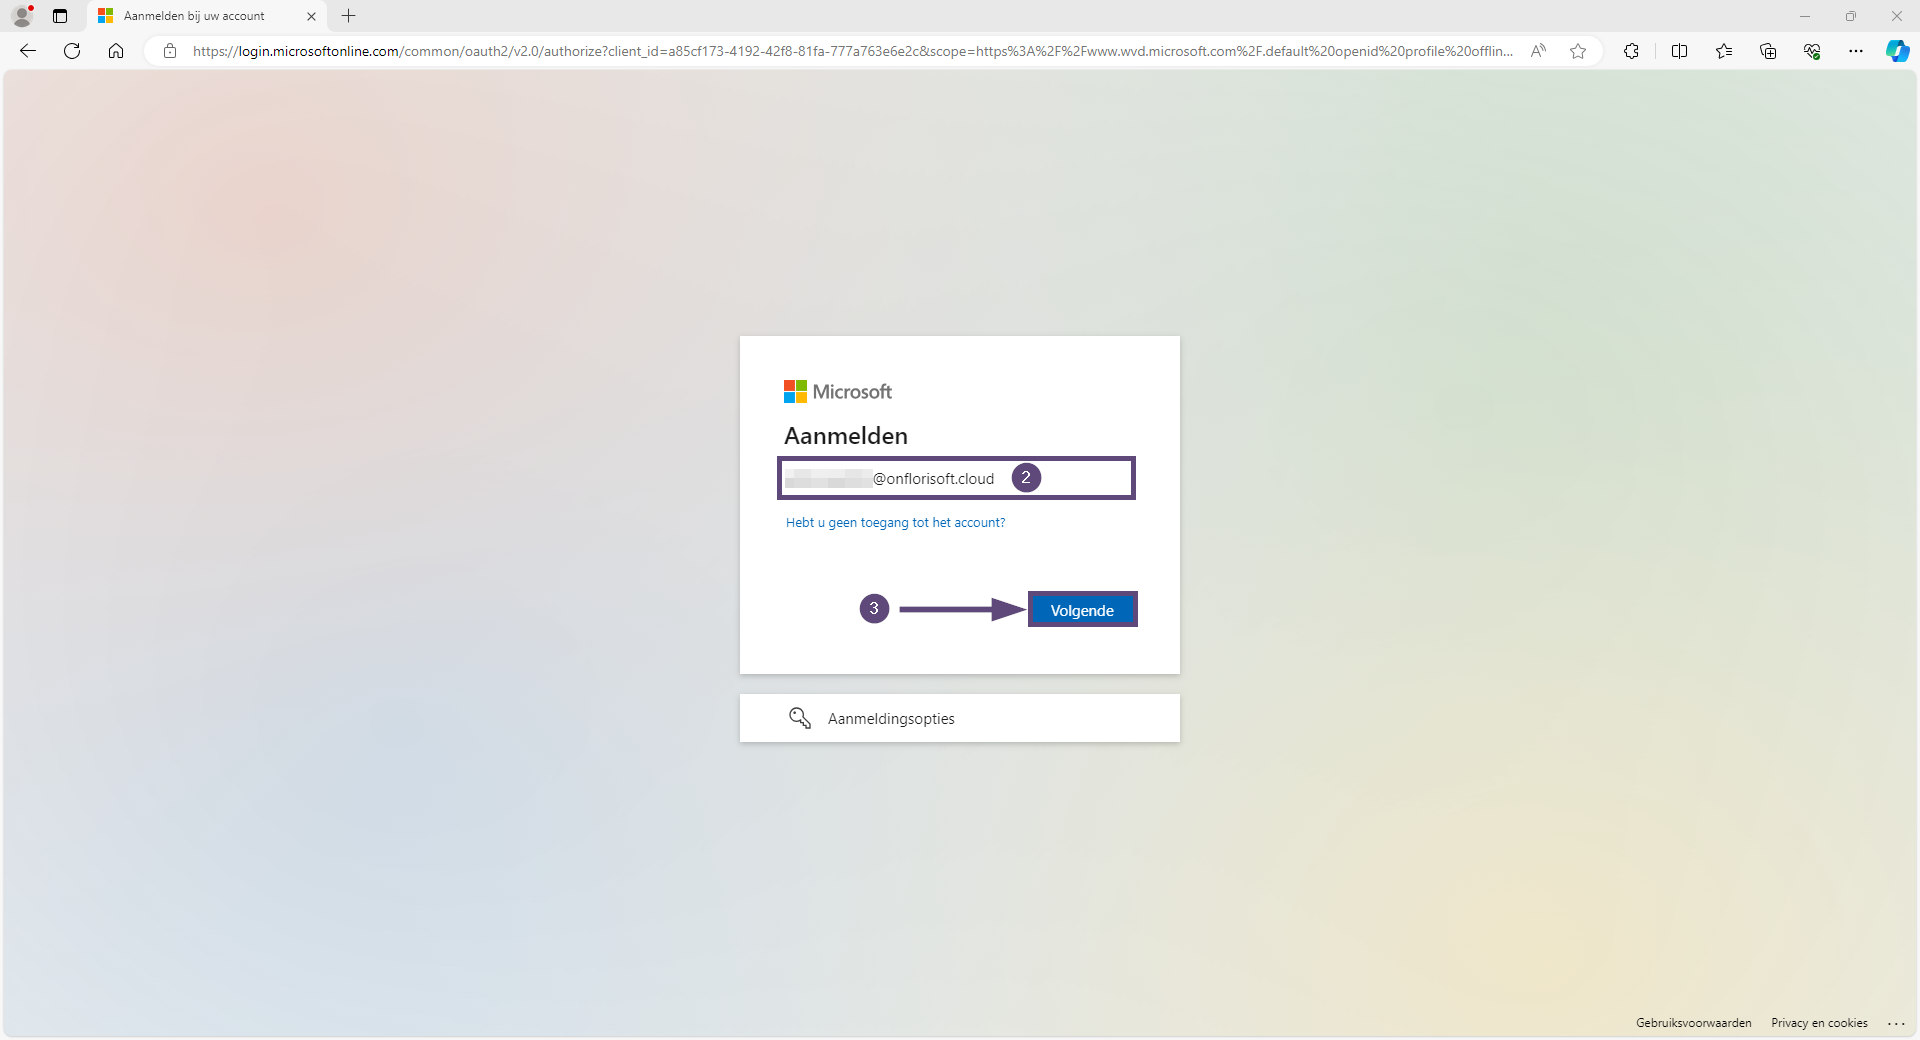 Aanmelden bij uw account
https://login.microsoftonline.com/common/oauth2/v2.0/authorize?client_id=a85cf173-4192-42f8-81fa-777a763e6e2c&scope=https%3A%2F%2Fwww.wvd.microsoft.com%2F.default%20openid%20profile%20offlin...
Microsoft
Aanmelden
@onflorisoft.cloud 2
Hebt u geen toegang tot het account?
3 Volgende
Aanmeldingsopties
Gebruiksvoorwaarden Privacy en cookies ...